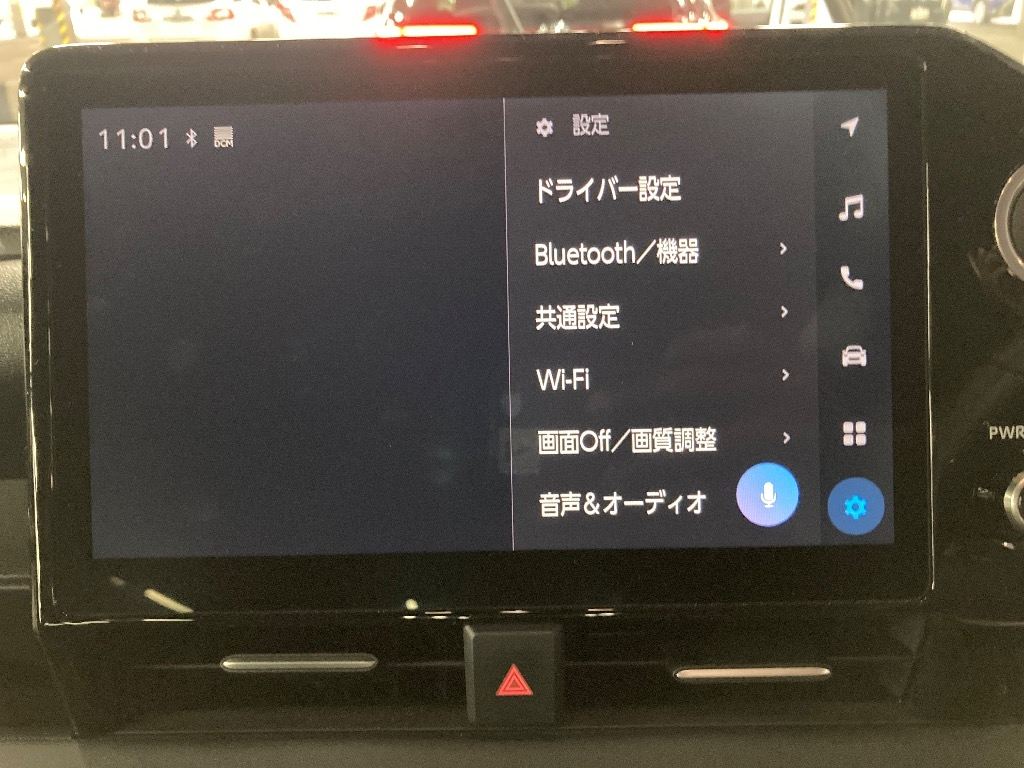 11:01
DCM
設定
ドライバー設定
Bluetooth／機器
共通設定
Wi-Fi
画面Off／画質調整
音声＆オーディオ
PWR